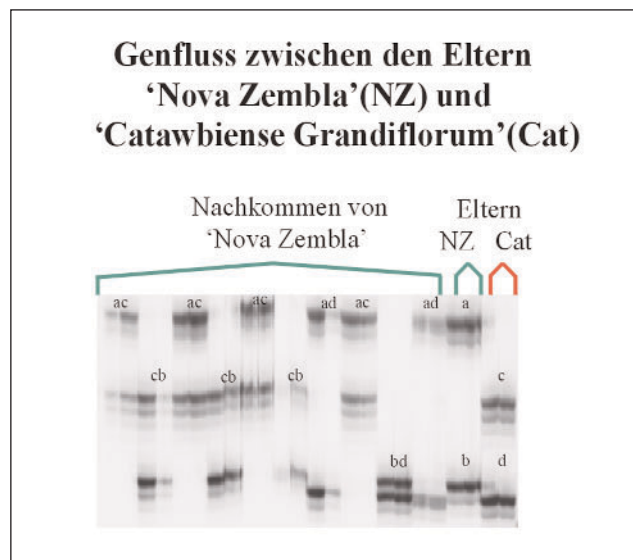 Genfluss zwischen den Eltern
‘Nova Zembla’(NZ) und
‘Catawbiense Grandiflorum’(Cat)
Nachkommen von
‘Nova Zembla’
Eltern
NZ Cat
ac ac ac ad ac ad a
cb cb cb c
bd b d